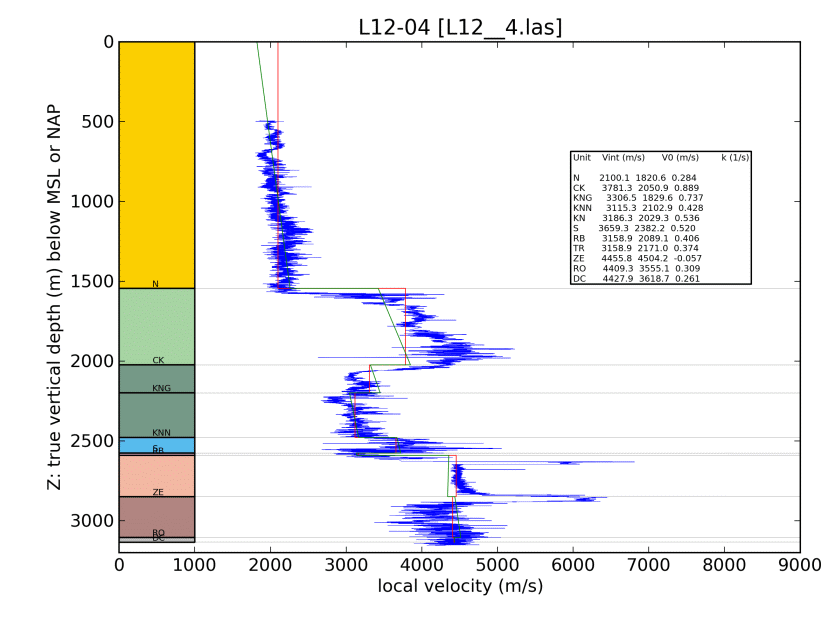 L12-04 [L12__4.las]
0
500
1000
1500
2000
2500
3000
Z: true vertical depth (m) below MSL or NAP
N
CK
KNG
KNN
S
RB
ZE
RO
DC
Unit Vint (m/s) V0 (m/s) k (1/s)
N 2100.1 1820.6 0.284
CK 3781.3 2050.9 0.889
KNG 3306.5 1829.6 0.737
KNN 3115.3 2102.9 0.428
KN 3186.3 2029.3 0.536
S 3659.3 2382.2 0.520
RB 3158.9 2089.1 0.406
TR 3158.9 2171.0 0.374
ZE 4455.8 4504.2 -0.057
RO 4409.3 3555.1 0.309
DC 4427.9 3618.7 0.261
0 1000 2000 3000 4000 5000 6000 7000 8000 9000
local velocity (m/s)